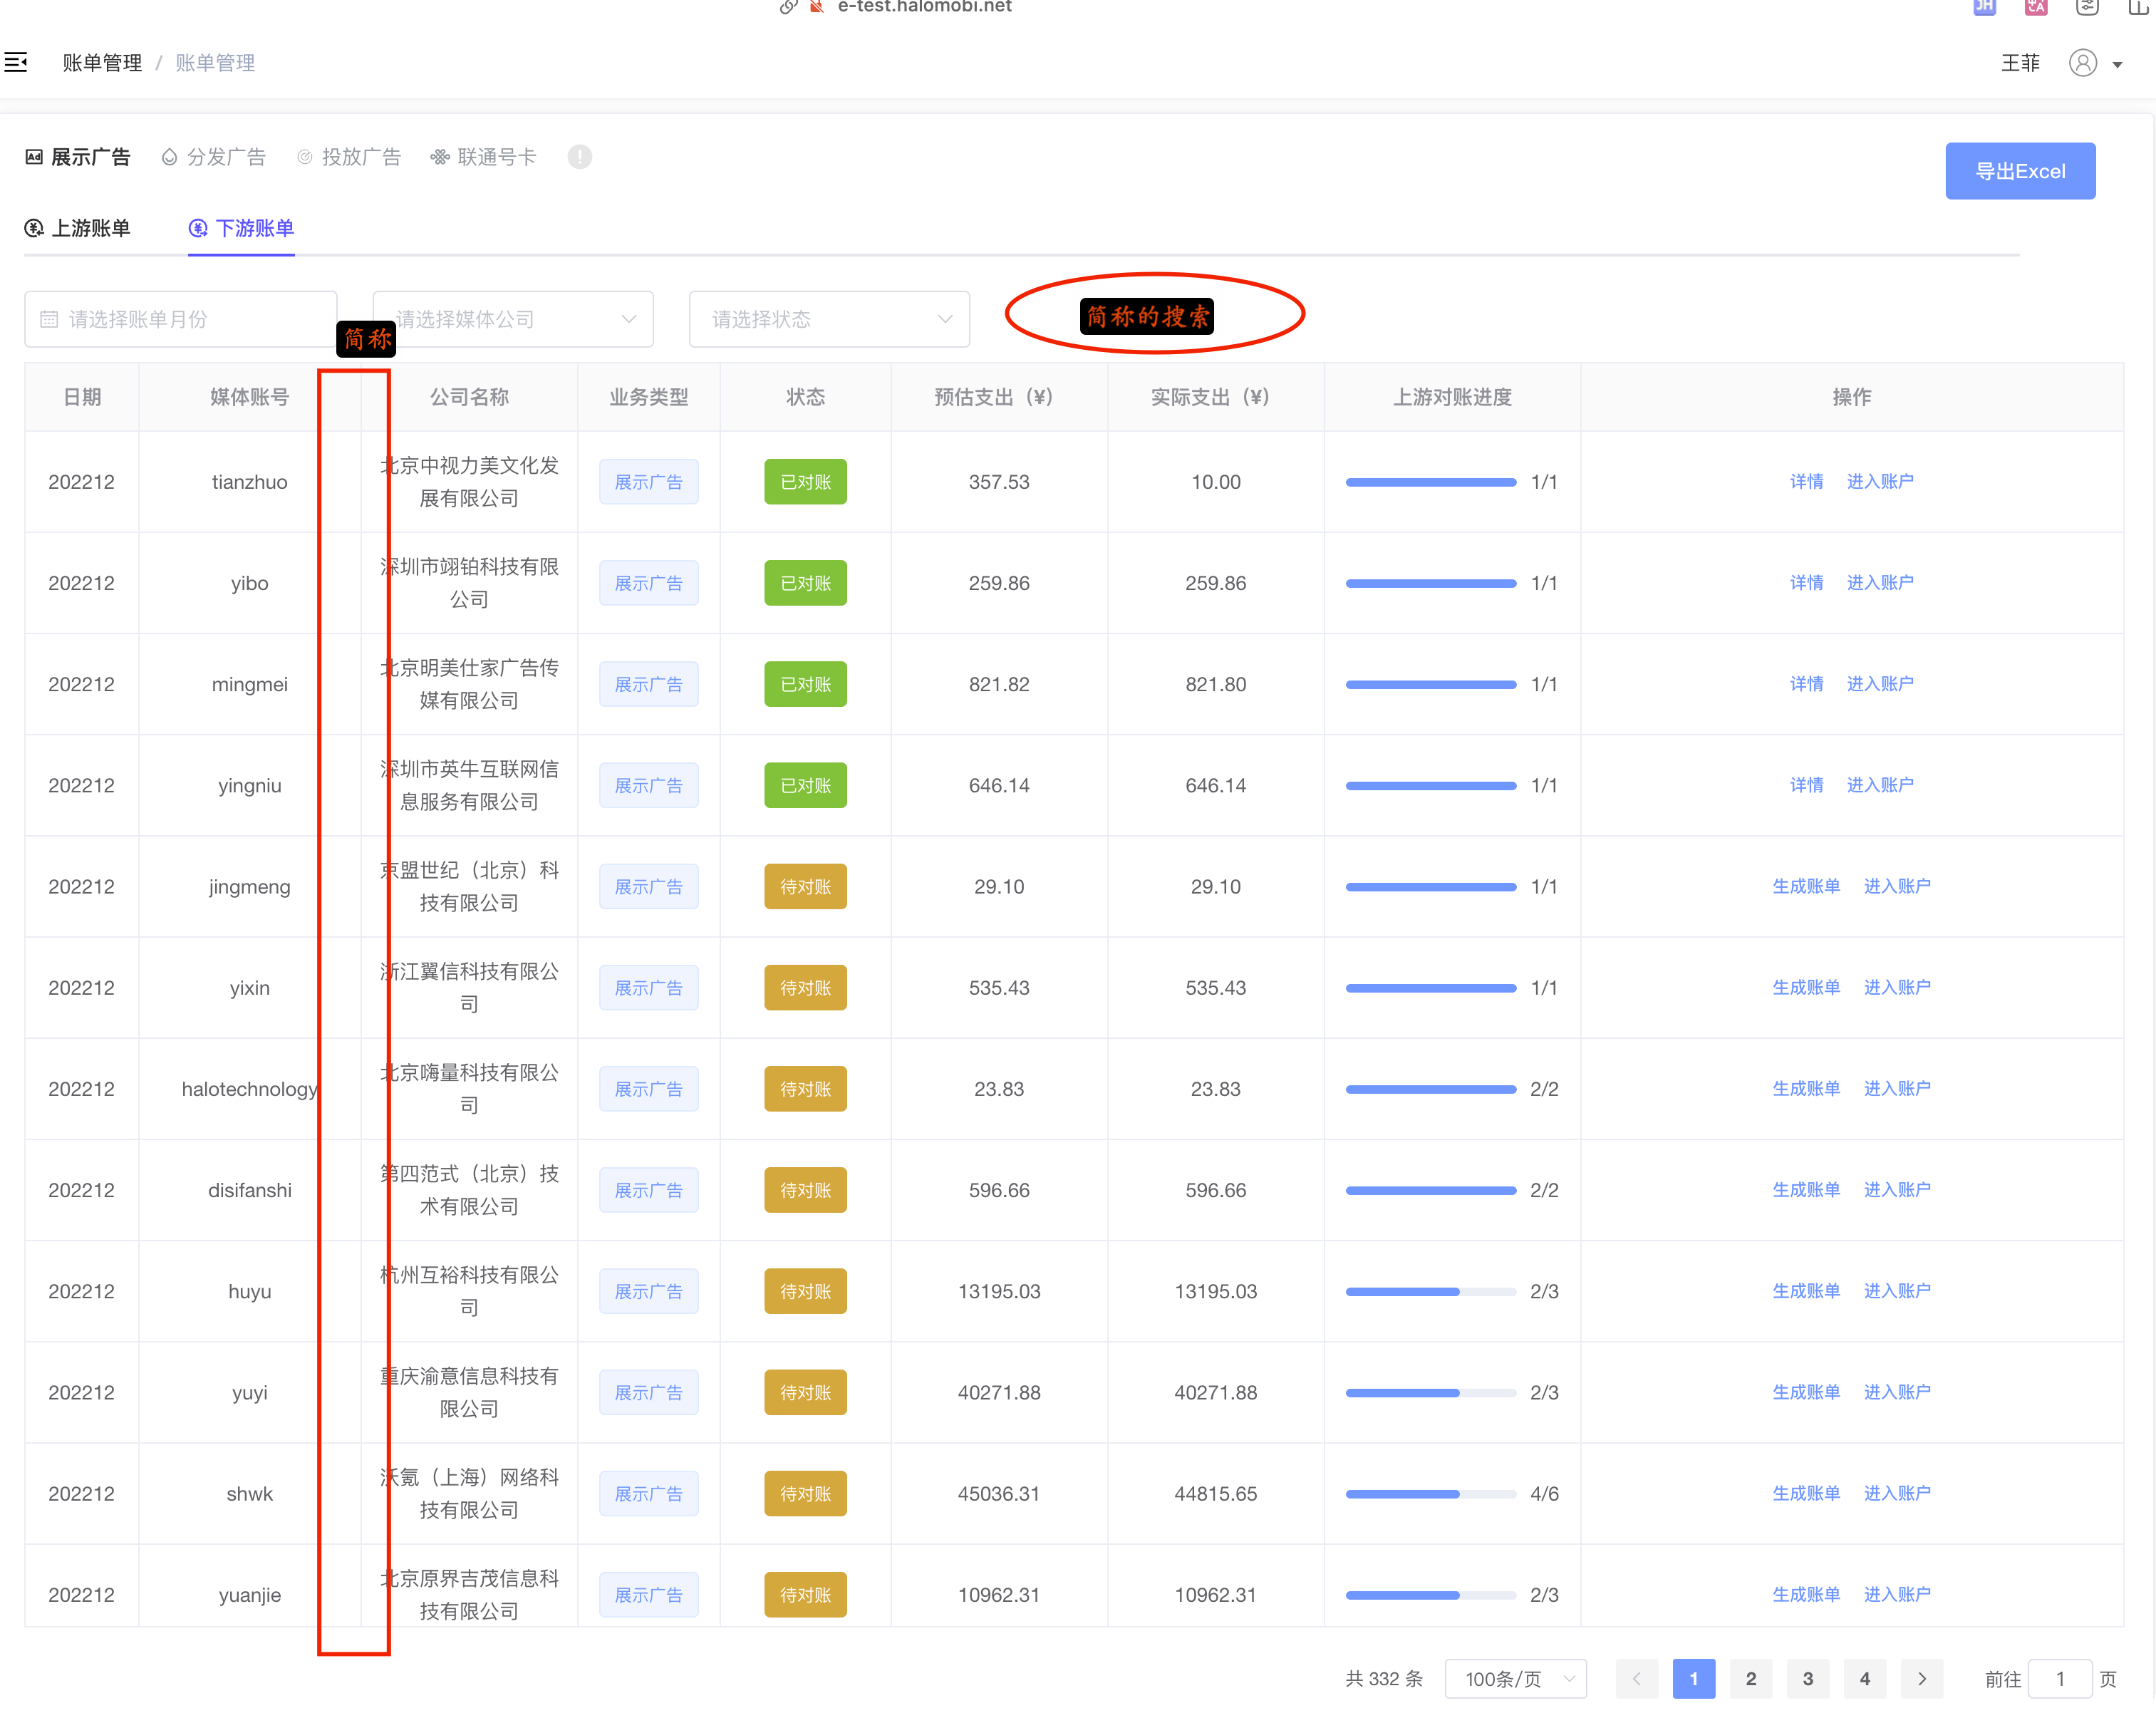 e-test.halomobi.net
账单管理 / 账单管理
王菲
展示广告 分发广告 投放广告 联通号卡
导出Excel
上游账单 下游账单
请选择账单月份 请选择媒体公司 请选择状态 简称的搜索
简称
日期 媒体账号 公司名称 业务类型 状态 预估支出（¥） 实际支出（¥） 上游对账进度 操作
202212 tianzhuo 北京中视力美文化发 展示广告 已对账 357.53 10.00 1/1 详情 进入账户
展有限公司
202212 yibo 深圳市翊铂科技有限 展示广告 已对账 259.86 259.86 1/1 详情 进入账户
公司
202212 mingmei 北京明美仕家广告传 展示广告 已对账 821.82 821.80 1/1 详情 进入账户
媒有限公司
202212 yingniu 深圳市英牛互联网信 展示广告 已对账 646.14 646.14 1/1 详情 进入账户
息服务有限公司
202212 jingmeng 京盟世纪（北京）科 展示广告 待对账 29.10 29.10 1/1 生成账单 进入账户
技有限公司
202212 yixin 浙江翼信科技有限公 展示广告 待对账 535.43 535.43 1/1 生成账单 进入账户
司
202212 halotechnology 北京嗨量科技有限公 展示广告 待对账 23.83 23.83 2/2 生成账单 进入账户
司
202212 disifanshi 第四范式（北京）技 展示广告 待对账 596.66 596.66 2/2 生成账单 进入账户
术有限公司
202212 huyu 杭州互裕科技有限公 展示广告 待对账 13195.03 13195.03 2/3 生成账单 进入账户
司
202212 yuyi 重庆渝意信息科技有 展示广告 待对账 40271.88 40271.88 2/3 生成账单 进入账户
限公司
202212 shwk 沃氪（上海）网络科 展示广告 待对账 45036.31 44815.65 4/6 生成账单 进入账户
技有限公司
202212 yuanjie 北京原界吉茂信息科 展示广告 待对账 10962.31 10962.31 2/3 生成账单 进入账户
技有限公司
共 332 条 100条/页 1 2 3 4 前往 1 页